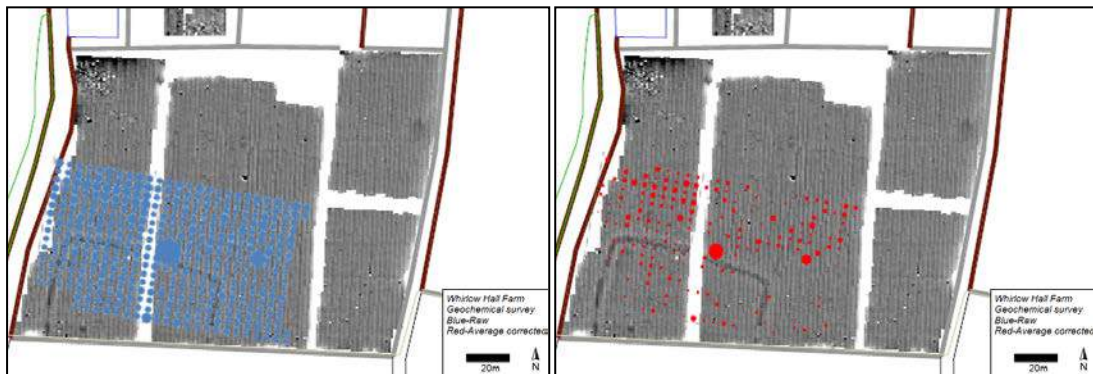 Whirlow Hall Farm
Geochemical survey
Blue-Raw
Red-Average corrected
20m
N
Whirlow Hall Farm
Geochemical survey
Blue-Raw
Red-Average corrected
20m
N